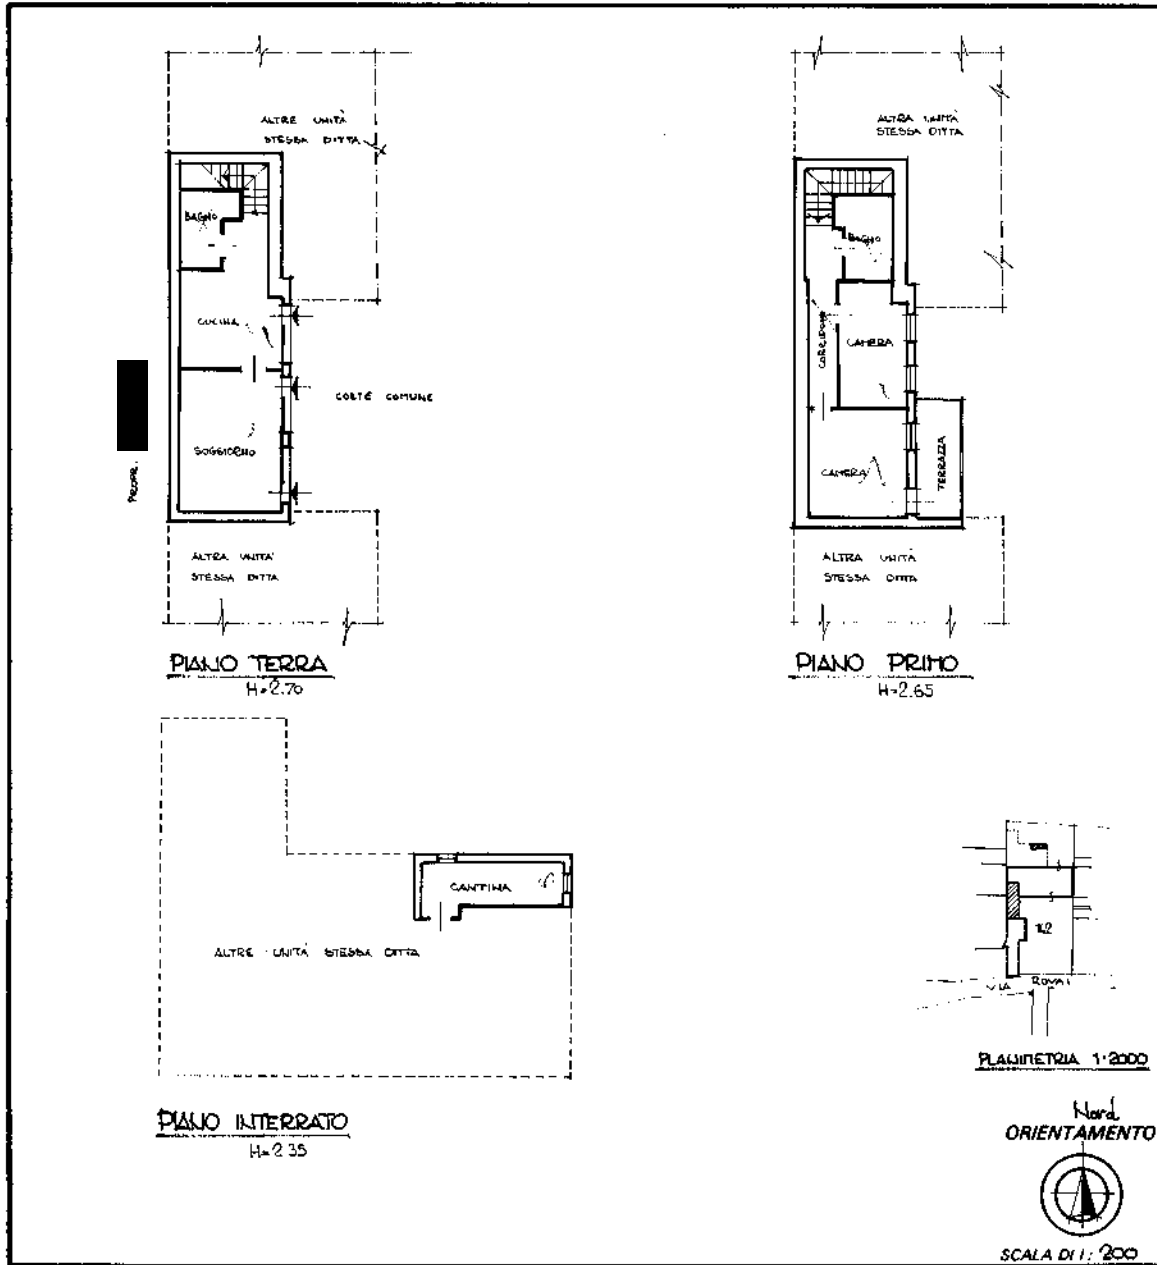 ALTRE UNITÀ
STESSA DITTA
BAGNO
CUCINA
SOGGIORNO
CORTE COMUNE
PROPR.
ALTRA UNITÀ
STESSA DITTA
PIANO TERRA
H=2.70
ALTRA UNITÀ
STESSA DITTA
BAGNO
CORRIDOIO
CAMERA
CAMERA
TERRAZZA
ALTRA UNITÀ
STESSA DITTA
PIANO PRIMO
H=2.65
CANTINA
ALTRE UNITÀ STESSA DITTA
PIANO INTERRATO
H=2.35
142
VIA ROVAI
PLANIMETRIA 1:2000
Nord
ORIENTAMENTO
SCALA DI 1: 200